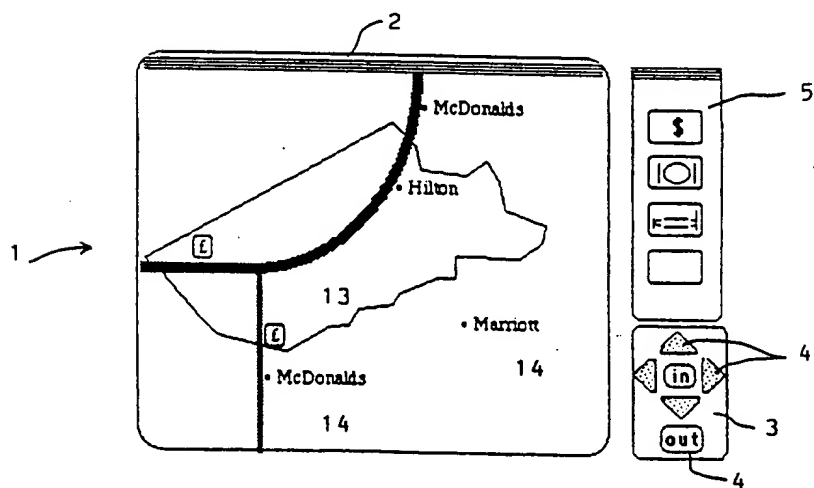 2
McDonalds
5
$
Hilton
1
£
13
£
Marriott
4
McDonalds
14
in
3
14
out
4